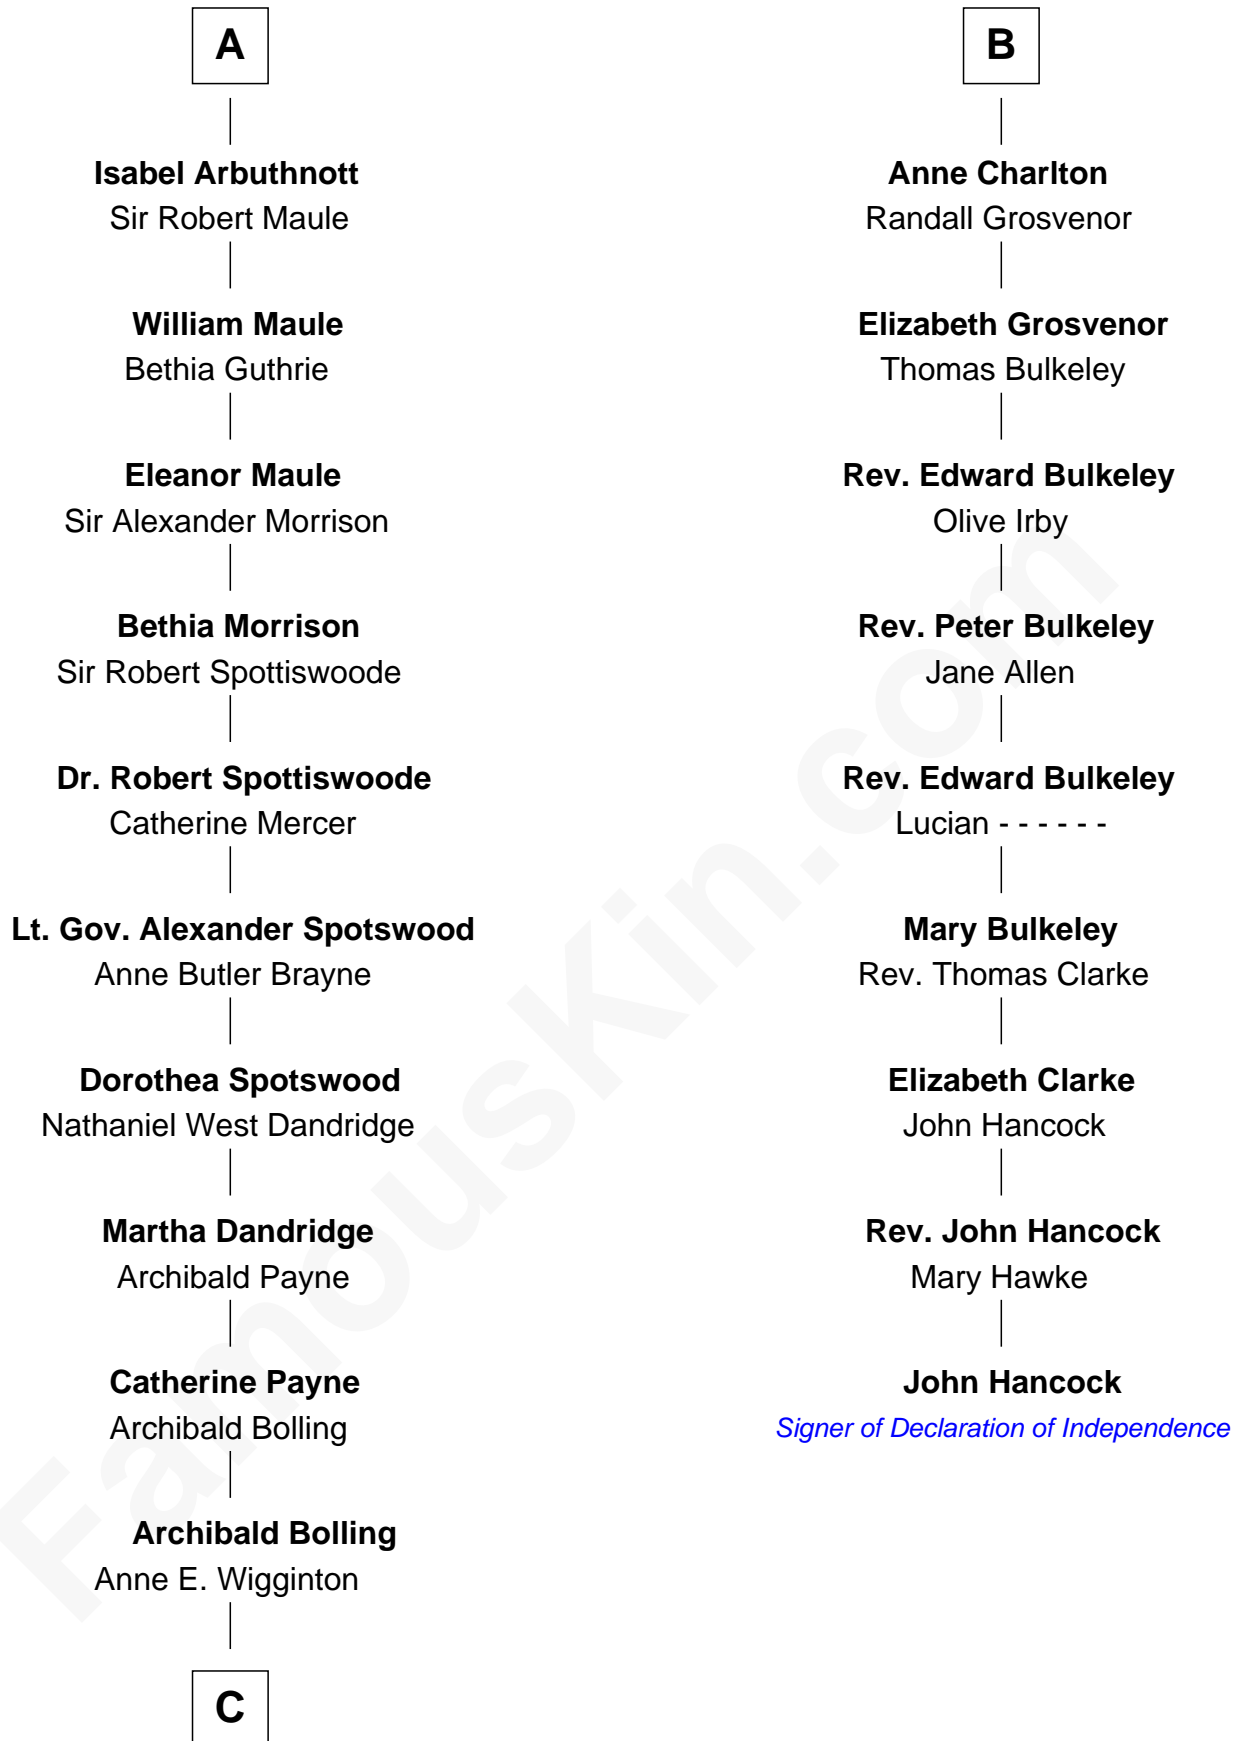 A
Isabel Arbuthnott
Sir Robert Maule
William Maule
Bethia Guthrie
Eleanor Maule
Sir Alexander Morrison
Bethia Morrison
Sir Robert Spottiswoode
Dr. Robert Spottiswoode
Catherine Mercer
Lt. Gov. Alexander Spotswood
Anne Butler Brayne
Dorothea Spotswood
Nathaniel West Dandridge
Martha Dandridge
Archibald Payne
Catherine Payne
Archibald Bolling
Archibald Bolling
Anne E. Wigginton
C
B
Anne Charlton
Randall Grosvenor
Elizabeth Grosvenor
Thomas Bulkeley
Rev. Edward Bulkeley
Olive Irby
Rev. Peter Bulkeley
Jane Allen
Rev. Edward Bulkeley
Lucian - - - - - -
Mary Bulkeley
Rev. Thomas Clarke
Elizabeth Clarke
John Hancock
Rev. John Hancock
Mary Hawke
John Hancock
Signer of Declaration of Independence
FamousKin.com